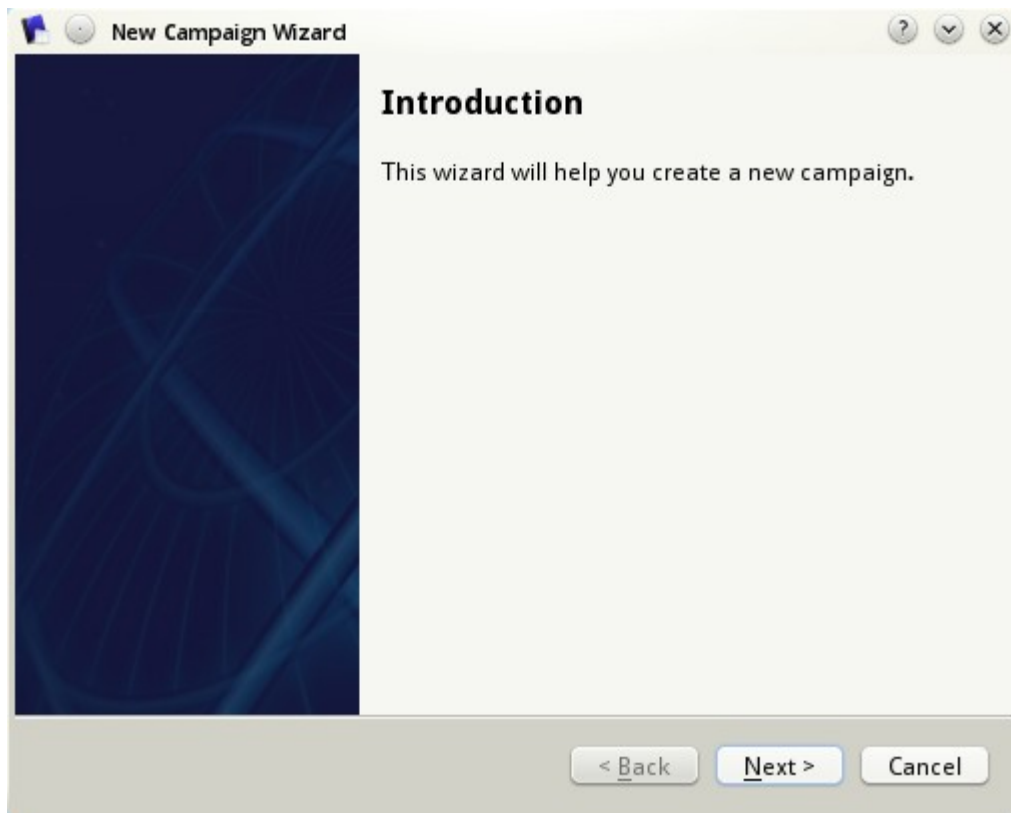 New Campaign Wizard
?
Introduction
This wizard will help you create a new campaign.
< Back
Next >
Cancel